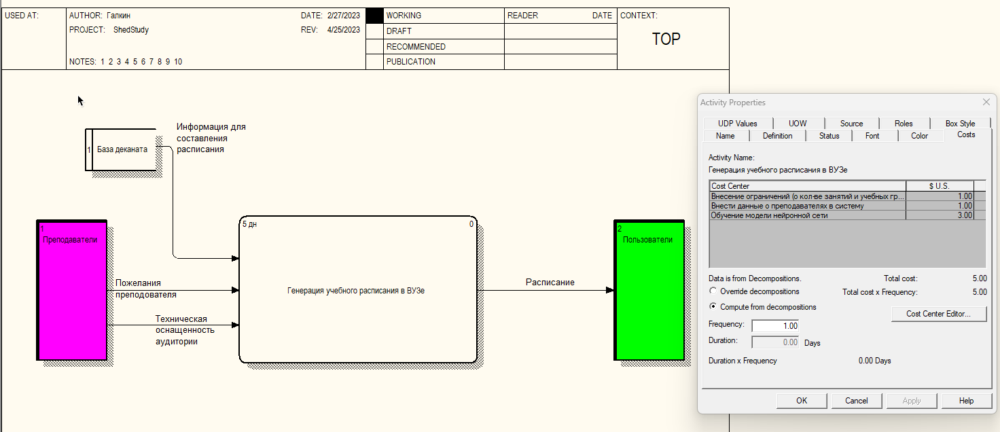 USED AT:
AUTHOR: Галкин
DATE: 2/27/2023
PROJECT: ShedStudy
REV: 4/25/2023
NOTES: 1 2 3 4 5 6 7 8 9 10
WORKING
DRAFT
RECOMMENDED
PUBLICATION
READER
DATE
CONTEXT:
TOP
1
База деканата
Информация для
составления
расписания
1
Преподаватели
Пожелания
преподователя
Техническая
оснащенность
аудитории
5 дн
0
Генерация учебного расписания в ВУЗе
Расписание
2
Пользователи
Activity Properties
UDP Values
UOW
Source
Roles
Box Style
Name
Definition
Status
Font
Color
Costs
Activity Name:
Генерация учебного расписания в ВУЗе
Cost Center
$ U.S.
Внесение ограничений (о кол-ве занятий и учебных гр... 1.00
Внести данные о преподавателях в систему 1.00
Обучение модели нейронной сети 3.00
Data is from Decompositions.
Total cost: 5.00
Override decompositions
Total cost x Frequency: 5.00
Compute from decompositions
Cost Center Editor...
Frequency: 1.00
Duration: 0.00 Days
Duration x Frequency 0.00 Days
OK
Cancel
Apply
Help